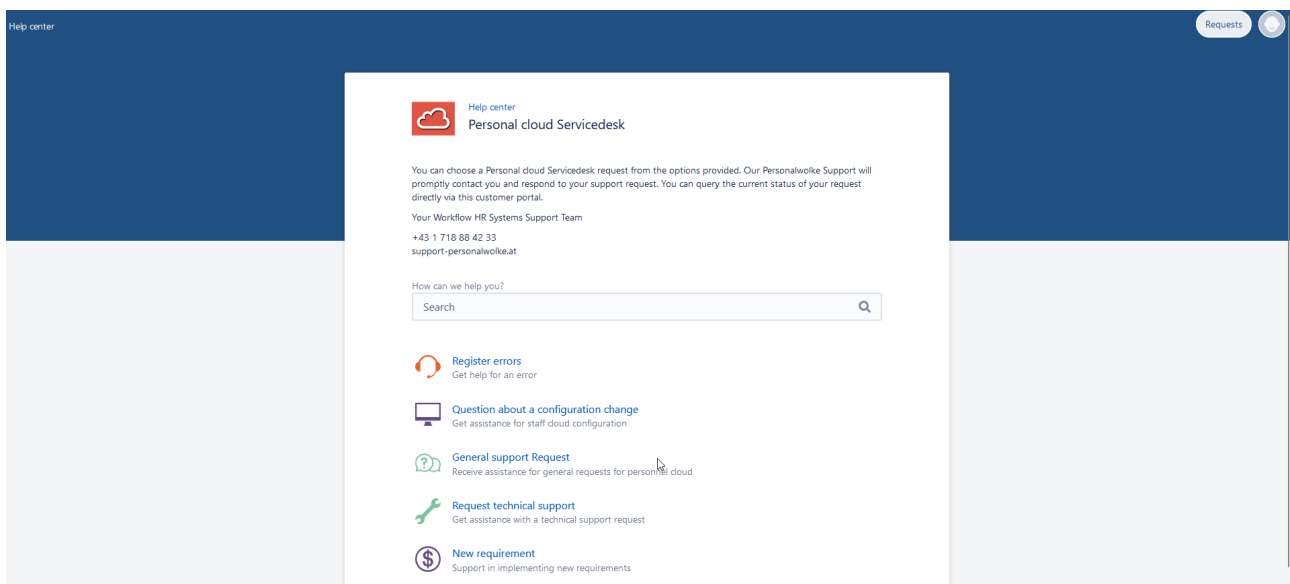 Help center
Requests
Help center
Personal cloud Servicedesk
You can choose a Personal cloud Servicedesk request from the options provided. Our Personalwolke Support will
promptly contact you and respond to your support request. You can query the current status of your request
directly via this customer portal.
Your Workflow HR Systems Support Team
+43 1 718 88 42 33
support-personalwolke.at
How can we help you?
Search
Register errors
Get help for an error
Question about a configuration change
Get assistance for staff cloud configuration
General support Request
Receive assistance for general requests for personnel cloud
Request technical support
Get assistance with a technical support request
New requirement
Support in implementing new requirements